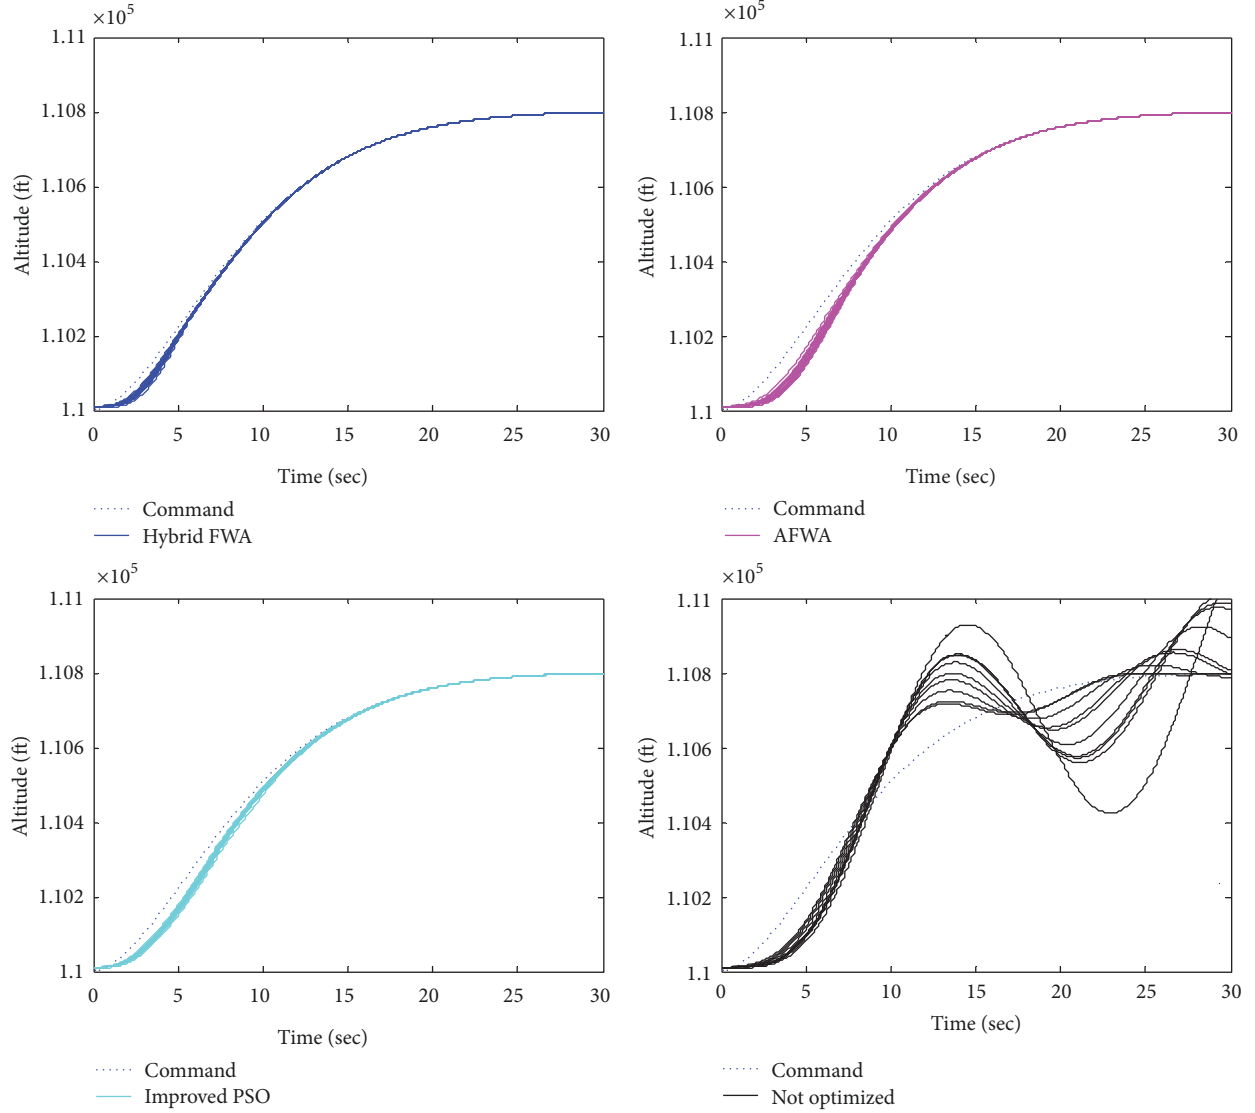 ×10^5
1.11
1.108
1.106
1.104
1.102
1.1
Altitude (ft)
0 5 10 15 20 25 30
Time (sec)
Command
Hybrid FWA
×10^5
1.11
1.108
1.106
1.104
1.102
1.1
Altitude (ft)
0 5 10 15 20 25 30
Time (sec)
Command
AFWA
×10^5
1.11
1.108
1.106
1.104
1.102
1.1
Altitude (ft)
0 5 10 15 20 25 30
Time (sec)
Command
Improved PSO
×10^5
1.11
1.108
1.106
1.104
1.102
1.1
Altitude (ft)
0 5 10 15 20 25 30
Time (sec)
Command
Not optimized